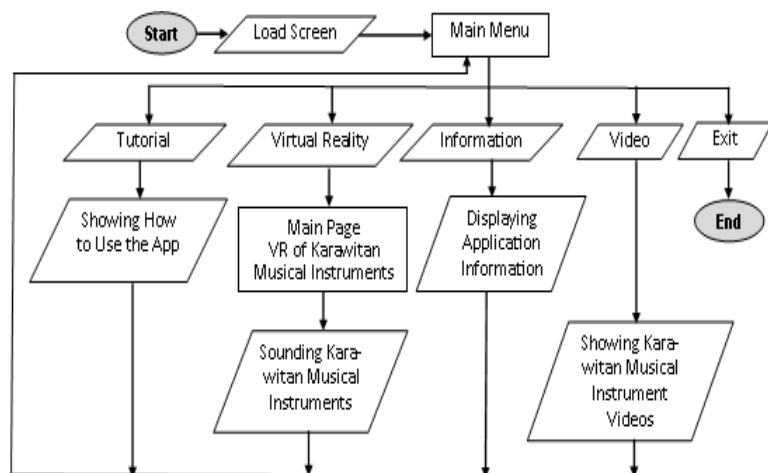 Start
Load Screen
Main Menu
Tutorial
Virtual Reality
Information
Video
Exit
Showing How
to Use the App
Main Page
VR of Karawitan
Musical Instruments
Displaying
Application
Information
End
Sounding Kara-
witan Musical
Instruments
Showing Kara-
witan Musical
Instrument
Videos